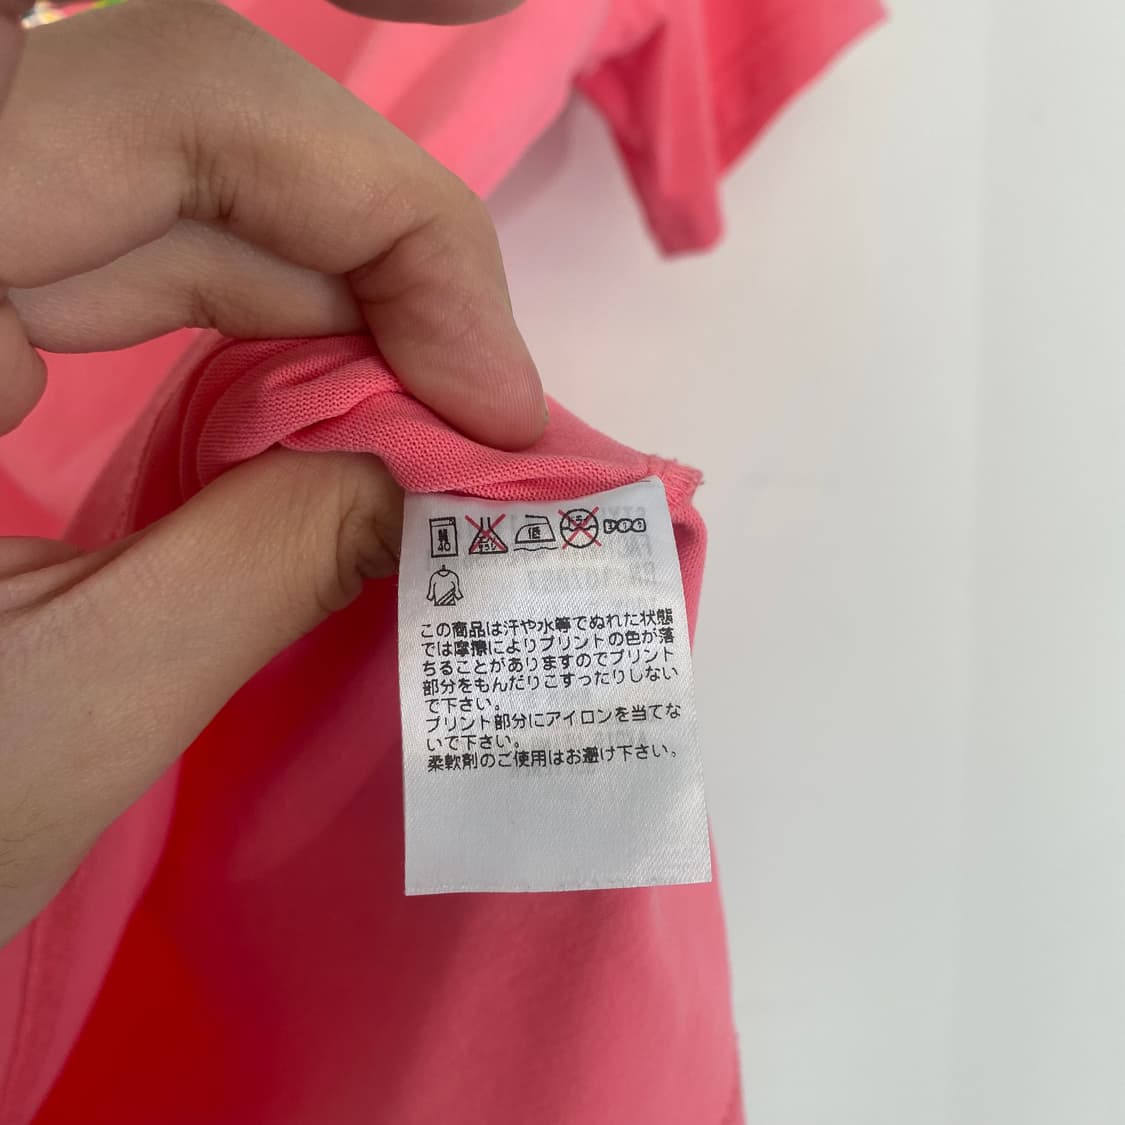 40
低
この商品は汗や水等でぬれた状態
では摩擦によりプリントの色が落
ちることがありますのでプリント
部分をもんだりこすったりしない
で下さい。
プリント部分にアイロンを当てな
いで下さい。
柔軟剤のご使用はお避け下さい。